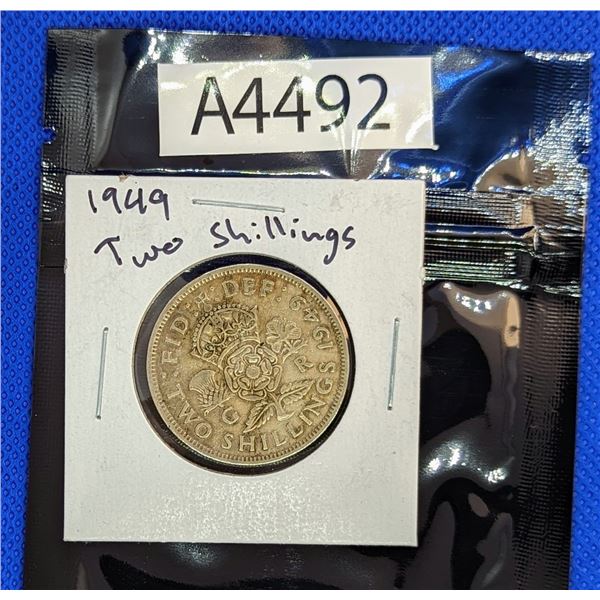 A4492
1949
Two Shillings
FID: DEF: 1949
G R
TWO SHILLINGS